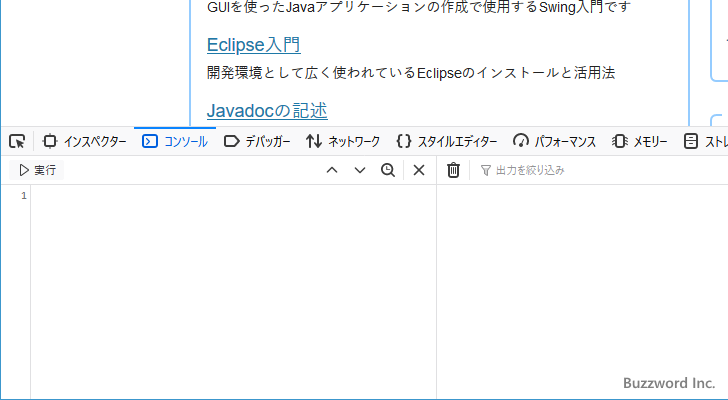 GUIを使ったJavaアプリケーションの作成で使用するSwing入門です
Eclipse入門
開発環境として広く使われているEclipseのインストールと活用法
Javadocの記述
インスペクター コンソール デバッガー ネットワーク スタイルエディター パフォーマンス メモリー ストレ
実行 出力を絞り込み
1
Buzzword Inc.